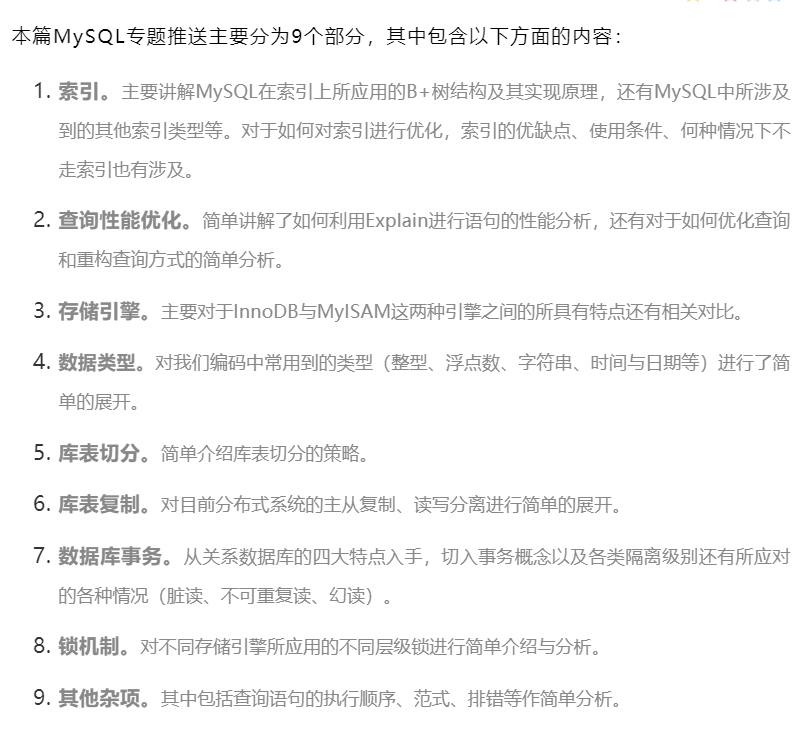 本篇MySQL专题推送主要分为9个部分，其中包含以下方面的内容：
1. 索引。主要讲解MySQL在索引上所应用的B+树结构及其实现原理，还有MySQL中所涉及
到的其他索引类型等。对于如何对索引进行优化，索引的优缺点、使用条件、何种情况下不
走索引也有涉及。
2. 查询性能优化。简单讲解了如何利用Explain进行语句的性能分析，还有对于如何优化查询
和重构查询方式的简单分析。
3. 存储引擎。主要对于InnoDB与MyISAM这两种引擎之间的所具有特点还有相关对比。
4. 数据类型。对我们编码中常用到的类型（整型、浮点数、字符串、时间与日期等）进行了简
单的展开。
5. 库表切分。简单介绍库表切分的策略。
6. 库表复制。对目前分布式系统的主从复制、读写分离进行简单的展开。
7. 数据库事务。从关系数据库的四大特点入手，切入事务概念以及各类隔离级别还有所应对
的各种情况（脏读、不可重复读、幻读）。
8. 锁机制。对不同存储引擎所应用的不同层级锁进行简单介绍与分析。
9. 其他杂项。其中包括查询语句的执行顺序、范式、排错等作简单分析。